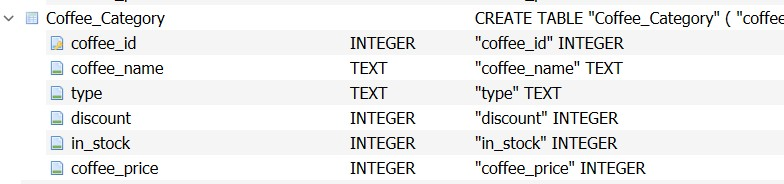 Coffee_Category CREATE TABLE "Coffee_Category" ( "coffee
coffee_id INTEGER "coffee_id" INTEGER
coffee_name TEXT "coffee_name" TEXT
type TEXT "type" TEXT
discount INTEGER "discount" INTEGER
in_stock INTEGER "in_stock" INTEGER
coffee_price INTEGER "coffee_price" INTEGER